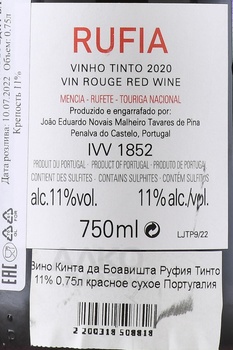 RUFIA
VINHO TINTO 2020
VIN ROUGE RED WINE
MENCIA - RUFETE - TOURIGA NACIONAL
Produzido e engarrafado por:
João Eduardo Novais Malheiro Tavares de Pina
Penalva do Castelo, Portugal
IVV 1852
PRODUIT DU PORTUGAL - PRODUCT OF PORTUGAL - PRODUTO DE PORTUGAL
CONTIENT DES SULFITES - CONTAINS SULPHITES - CONTÉM SULFITOS
alc.11%vol. 11% alc./vol.
750ml e LJTP9/22
Дата розлива: 10.07.2022 Объем: 0,75л
Крепость: 11%
EAC
Вино Кинта да Боавишта Руфия Тинто
11% 0.75л красное сухое Португалия
2 200318 508818